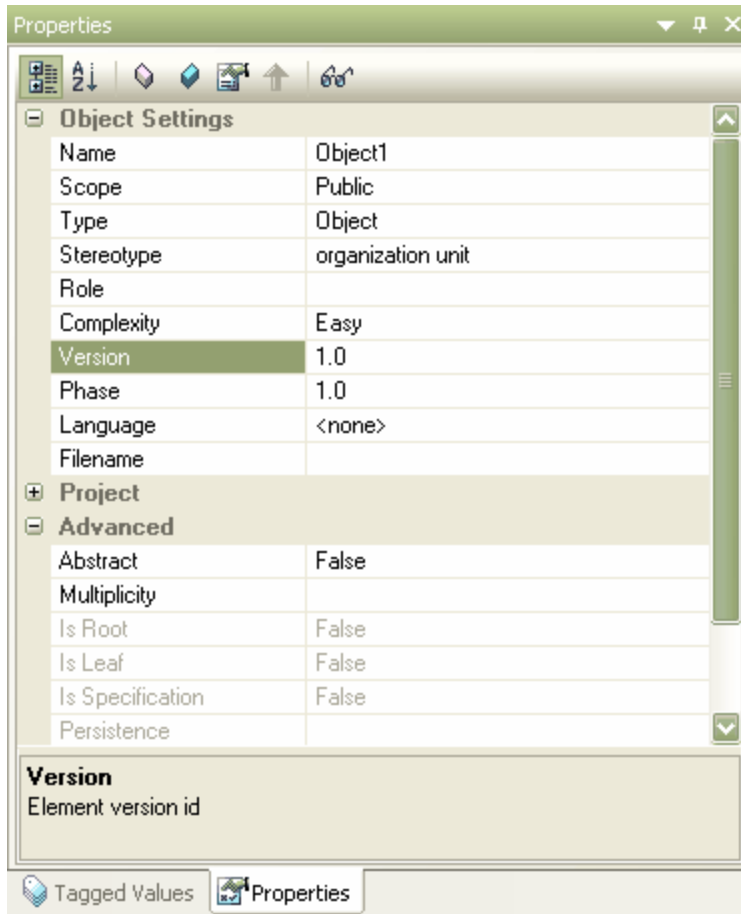 Properties
Object Settings
Name Object1
Scope Public
Type Object
Stereotype organization unit
Role
Complexity Easy
Version 1.0
Phase 1.0
Language <none>
Filename
Project
Advanced
Abstract False
Multiplicity
Is Root False
Is Leaf False
Is Specification False
Persistence
Version
Element version id
Tagged Values Properties